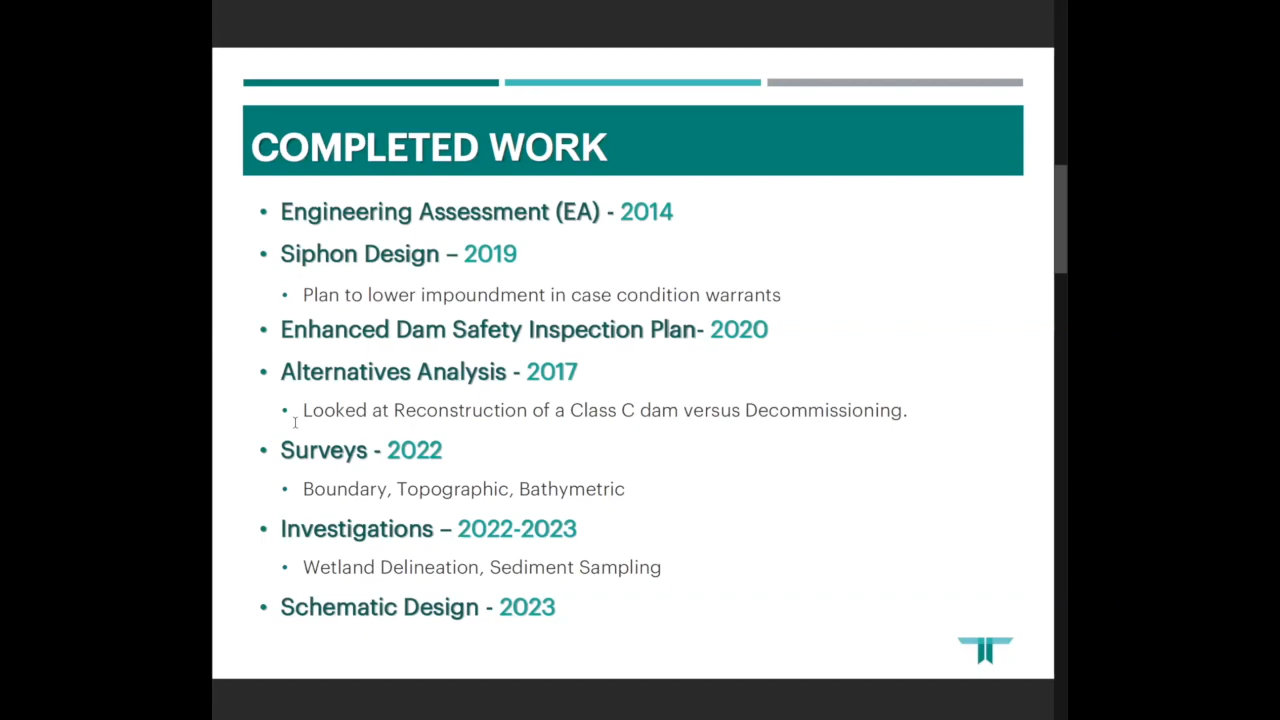 COMPLETED WORK
• Engineering Assessment (EA) - 2014
• Siphon Design – 2019
• Plan to lower impoundment in case condition warrants
• Enhanced Dam Safety Inspection Plan- 2020
• Alternatives Analysis - 2017
• Looked at Reconstruction of a Class C dam versus Decommissioning.
• Surveys - 2022
• Boundary, Topographic, Bathymetric
• Investigations – 2022-2023
• Wetland Delineation, Sediment Sampling
• Schematic Design - 2023